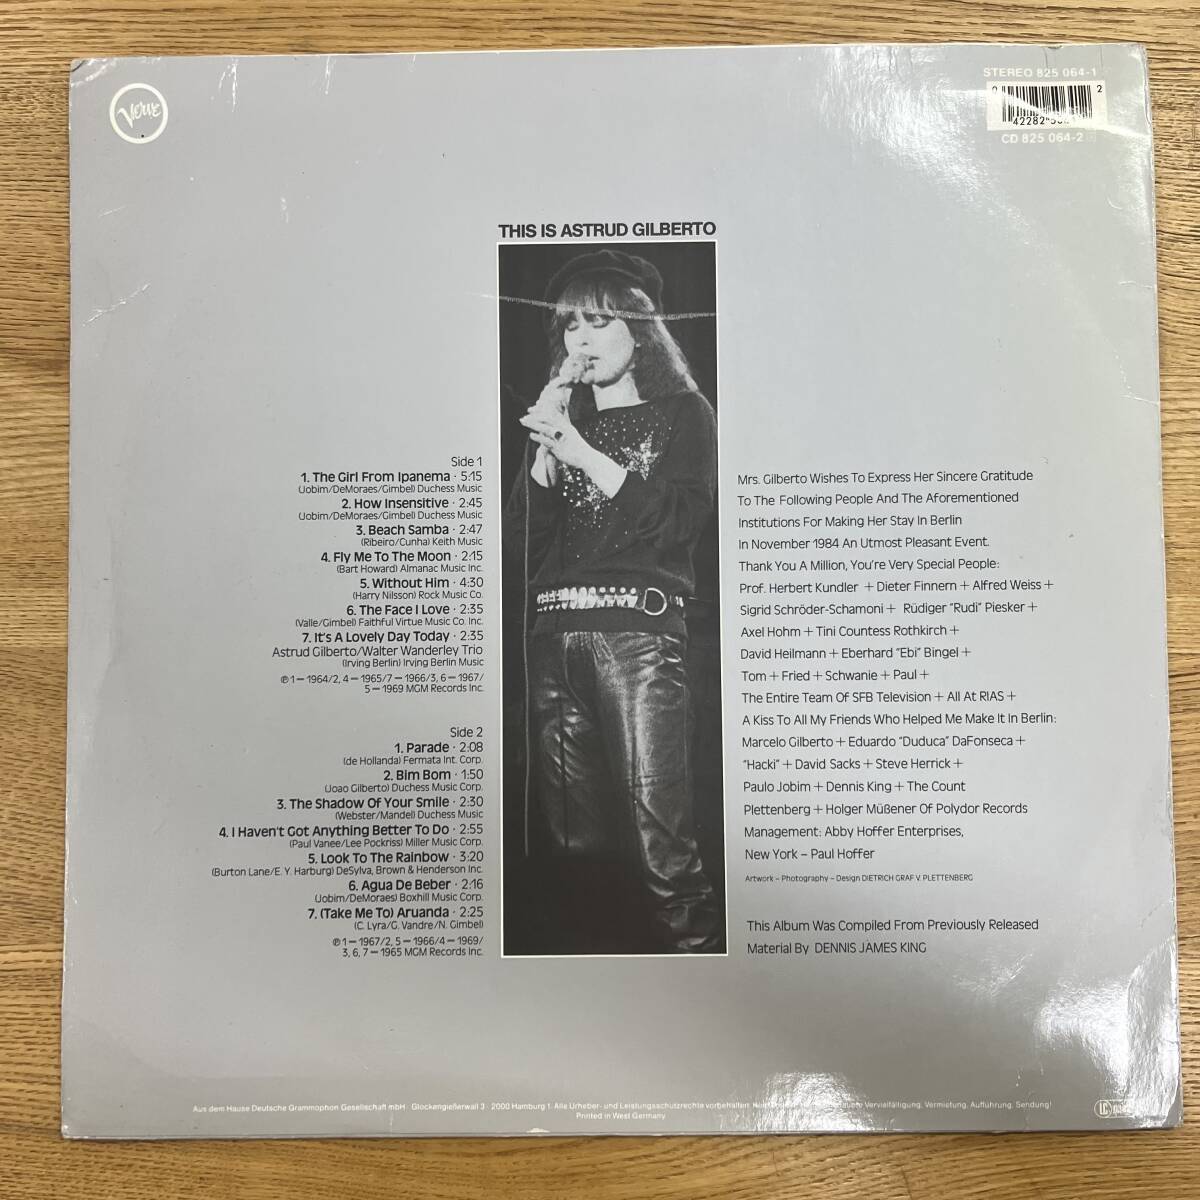 Verve
STEREO 825 064-1
0
2
42282
CD 825 064-2
THIS IS ASTRUD GILBERTO
Side 1
1. The Girl From Ipanema · 5:15
(Jobim/DeMoraes/Gimbel) Duchess Music
2. How Insensitive · 2:45
(Jobim/DeMoraes/Gimbel) Duchess Music
3. Beach Samba · 2:47
(Ribeiro/Cunha) Keith Music
4. Fly Me To The Moon · 2:15
(Bart Howard) Almanac Music Inc.
5. Without Him · 4:30
(Harry Nilsson) Rock Music Co.
6. The Face I Love · 2:35
(Valle/Gimbel) Faithful Virtue Music Co. Inc.
7. It's A Lovely Day Today · 2:35
Astrud Gilberto/Walter Wanderley Trio
(Irving Berlin) Irving Berlin Music
℗ 1 – 1964/2, 4 – 1965/7 – 1966/3, 6 – 1967/
5 – 1969 MGM Records Inc.
Side 2
1. Parade · 2:08
(de Hollanda) Fermata Int. Corp.
2. Bim Bom · 1:50
(Joao Gilberto) Duchess Music Corp.
3. The Shadow Of Your Smile · 2:30
(Webster/Mandel) Duchess Music
4. I Haven't Got Anything Better To Do · 2:55
(Paul Vanee/Lee Pockriss) Miller Music Corp.
5. Look To The Rainbow · 3:20
(Burton Lane/E. Y. Harburg) DeSylva, Brown & Henderson Inc.
6. Agua De Beber · 2:16
(Jobim/DeMoraes) Boxhill Music Corp.
7. (Take Me To) Aruanda · 2:25
(C. Lyra/G. Vandre/N. Gimbel)
℗ 1 – 1967/2, 5 – 1966/4 – 1969/
3, 6, 7 – 1965 MGM Records Inc.
Mrs. Gilberto Wishes To Express Her Sincere Gratitude
To The Following People And The Aforementioned
Institutions For Making Her Stay In Berlin
In November 1984 An Utmost Pleasant Event.
Thank You A Million, You're Very Special People:
Prof. Herbert Kundler + Dieter Finnern + Alfred Weiss +
Sigrid Schröder-Schamoni + Rüdiger "Rudi" Piesker +
Axel Hohm + Tini Countess Rothkirch +
David Heilmann + Eberhard "Ebi" Bingel +
Tom + Fried + Schwanie + Paul +
The Entire Team Of SFB Television + All At RIAS +
A Kiss To All My Friends Who Helped Me Make It In Berlin:
Marcelo Gilberto + Eduardo "Duduca" DaFonseca +
"Hacki" + David Sacks + Steve Herrick +
Paulo Jobim + Dennis King + The Count
Plettenberg + Holger Müßener Of Polydor Records
Management: Abby Hoffer Enterprises,
New York – Paul Hoffer
Artwork – Photography – Design DIETRICH GRAF V. PLETTENBERG
This Album Was Compiled From Previously Released
Material By DENNIS JAMES KING
Aus dem Hause Deutsche Grammophon Gesellschaft mbH · Glockengießerwall 3 · 2000 Hamburg 1. Alle Urheber- und Leistungsschutzrechte vorbehalten. Vervielfältigung, Vermietung, Aufführung, Sendung!
Printed in West Germany
LC